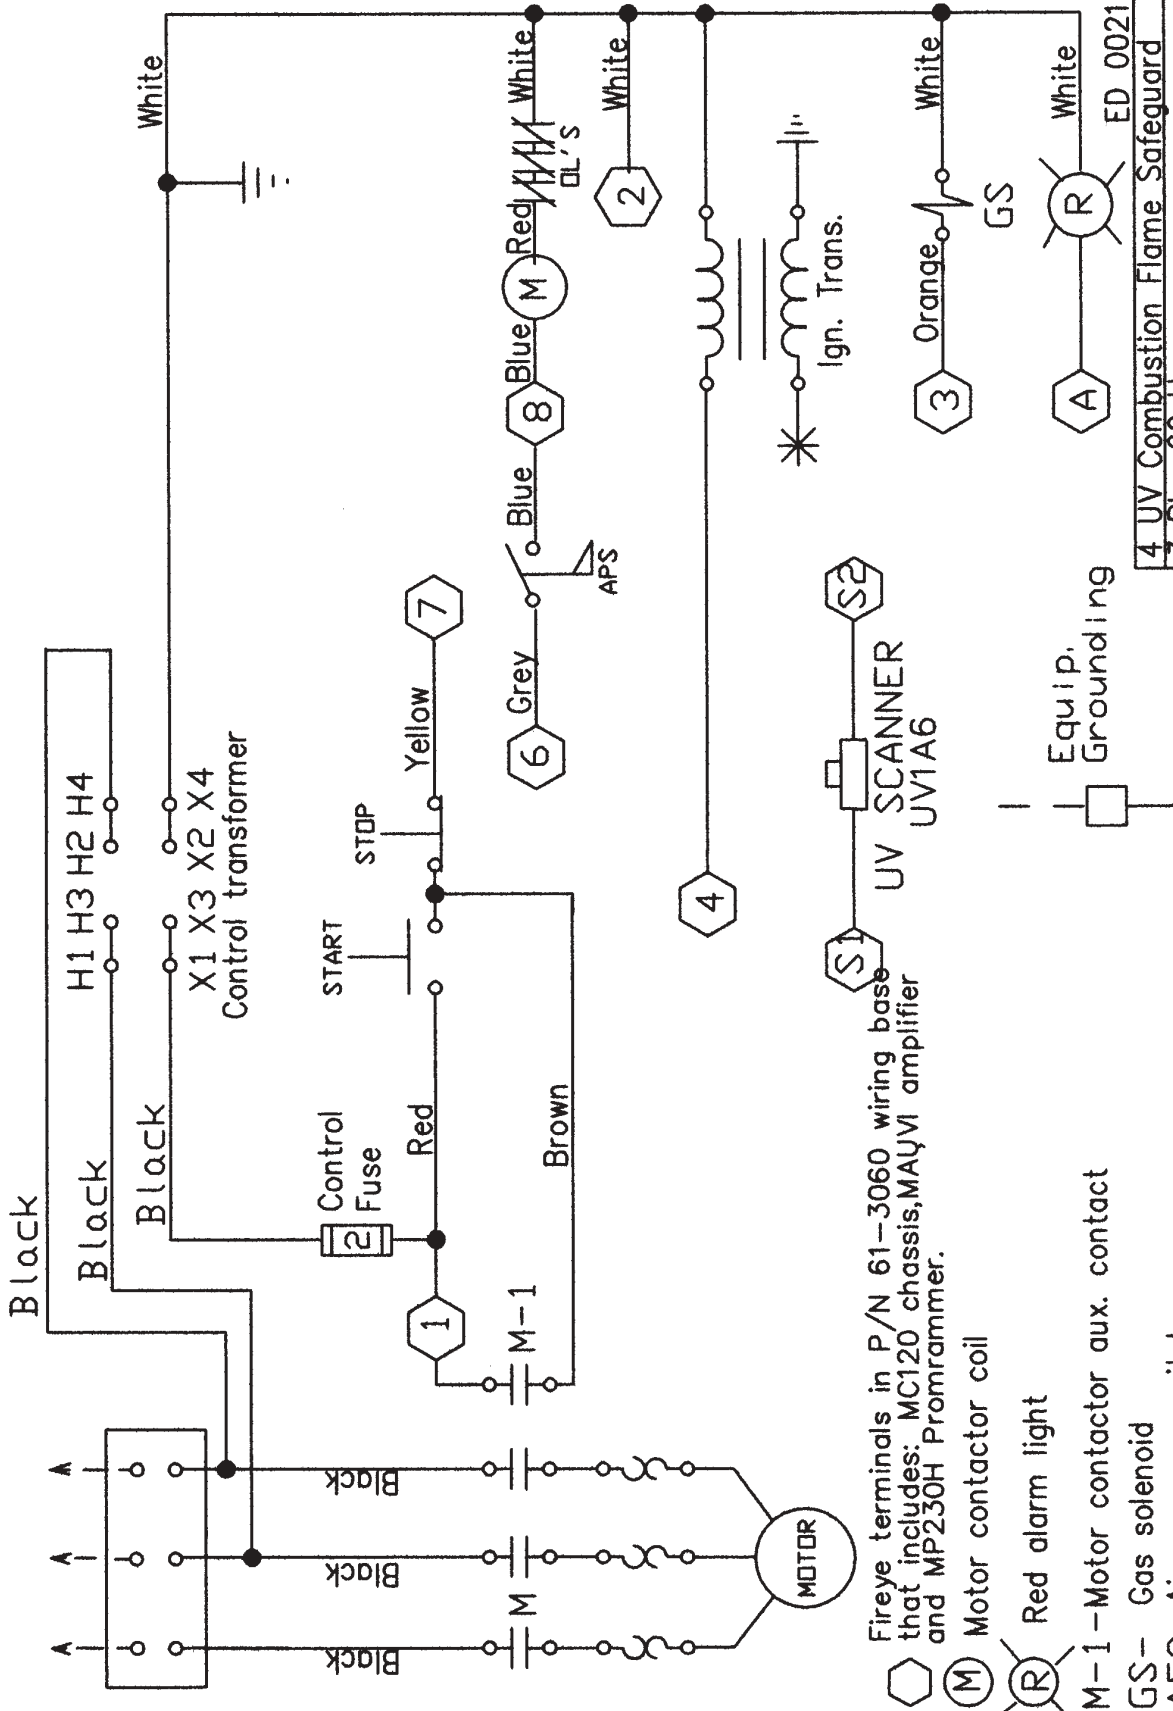 Black
Black
Black
H1 H3 H2 H4
X1 X3 X2 X4
Control transformer
White
Control
Fuse
2
START
STOP
Red
Yellow
1
7
M-1
Brown
6
Grey
APS
Blue
8
Blue
M
Red
OL'S
White
2
White
4
Ign. Trans.
3
Orange
GS
White
A
R
White
S1
S2
UV SCANNER
UV1A6
Equip.
Grounding
Black
Black
Black
M
MOTOR
Fireye terminals in P/N 61-3060 wiring base
that includes: MC120 chassis,MAUVI amplifier
and MP230H Promrammer.
M
Motor contactor coil
R
Red alarm light
M-1-Motor contactor aux. contact
GS- Gas solenoid
ED 0021
4 UV Combustion Flame Safeguard